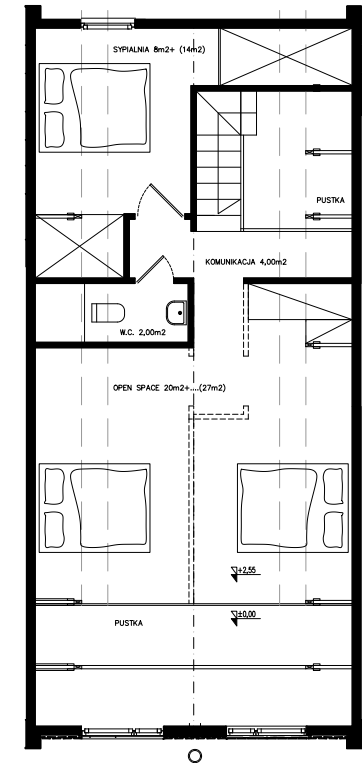 SYPIALNIA 8m2+ (14m2)
PUSTKA
KOMUNIKACJA 4,00m2
W.C. 2,00m2
OPEN SPACE 20m2+....(27m2)
+2,55
±0,00
PUSTKA